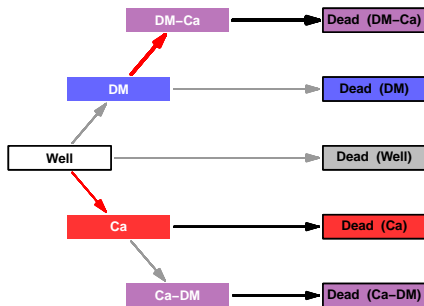 DM–Ca Dead (DM–Ca)
DM Dead (DM)
Well Dead (Well)
Ca Dead (Ca)
Ca–DM Dead (Ca–DM)